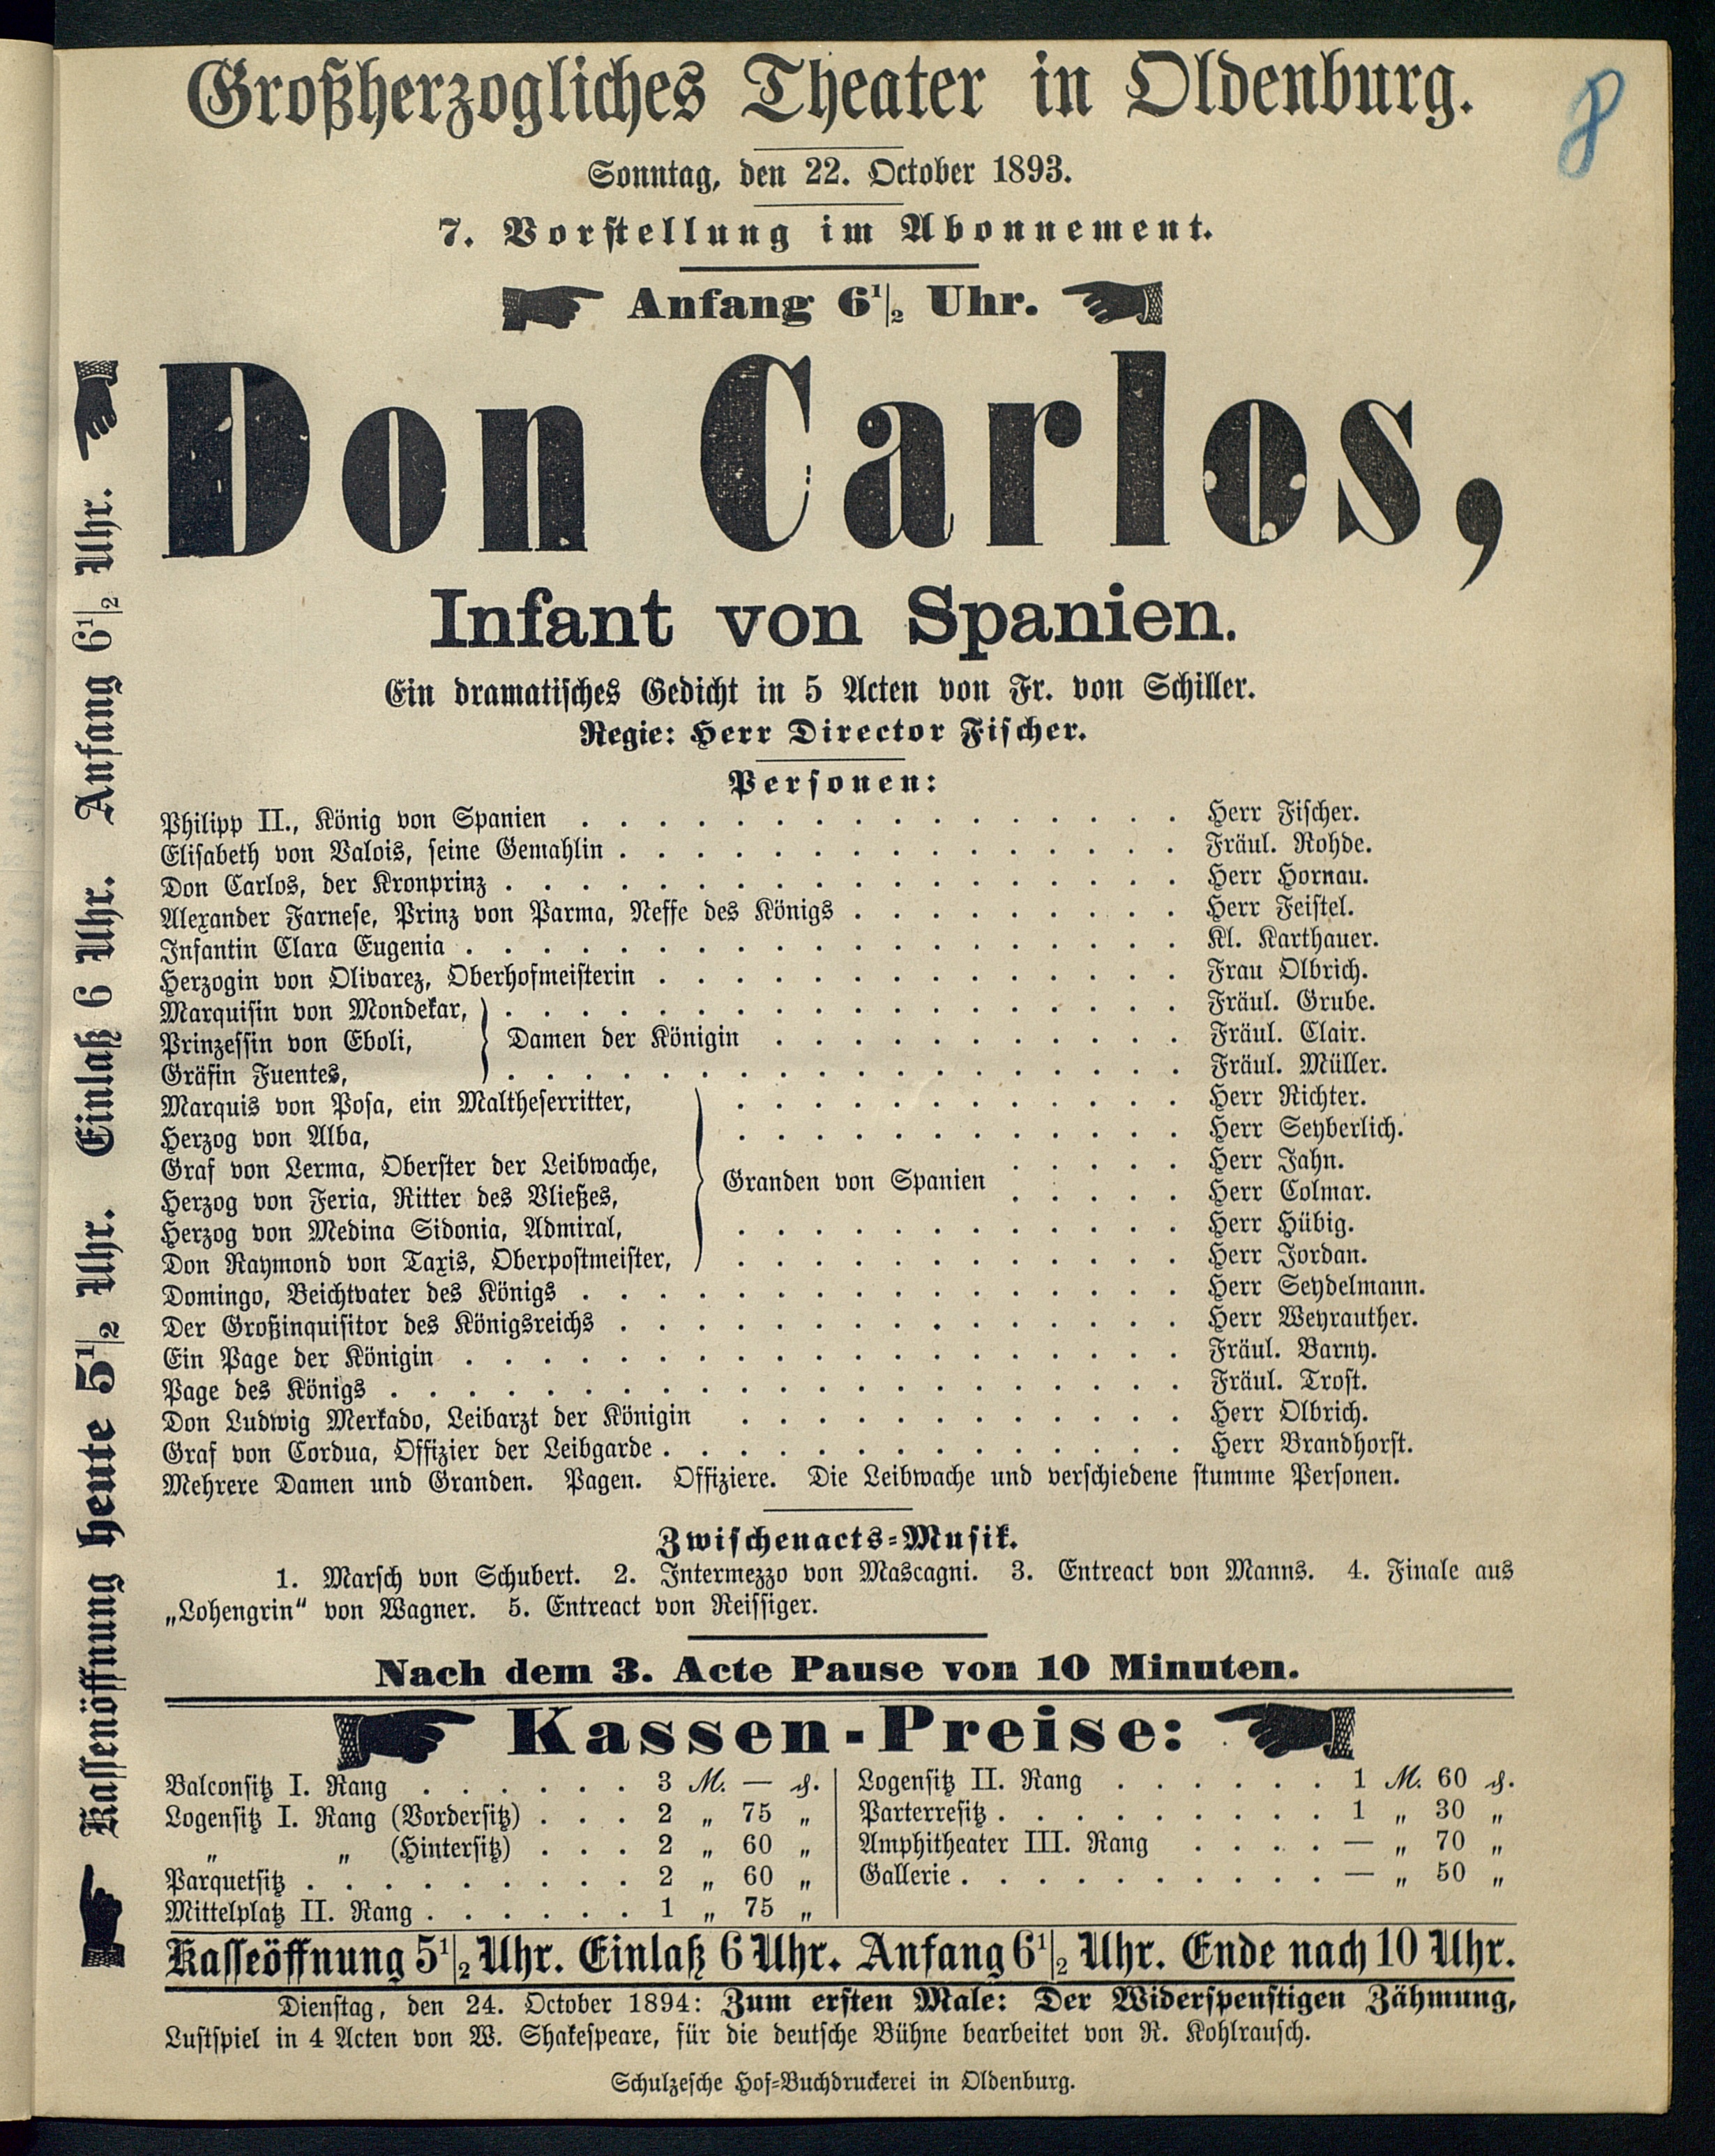 Großherzogliches Theater in Oldenburg.
8
Sonntag, den 22. October 1893.
7. Vorstellung im Abonnement.
Anfang 6 1/2 Uhr.
Don Carlos,
Infant von Spanien.
Ein dramatisches Gedicht in 5 Acten von Fr. von Schiller.
Regie: Herr Director Fischer.
Personen:
Philipp II., König von Spanien . . . . . Herr Fischer.
Elisabeth von Valois, seine Gemahlin . . . . . Fräul. Rohde.
Don Carlos, der Kronprinz . . . . . Herr Hornau.
Alexander Farnese, Prinz von Parma, Neffe des Königs . . . . . Herr Feistel.
Infantin Clara Eugenia . . . . . Kl. Karthauer.
Herzogin von Olivarez, Oberhofmeisterin . . . . . Frau Olbrich.
Marquisin von Mondekar, . . . . . Fräul. Grube.
Prinzessin von Eboli, Damen der Königin . . . . . Fräul. Clair.
Gräfin Fuentes, . . . . . Fräul. Müller.
Marquis von Posa, ein Maltheserritter, . . . . . Herr Richter.
Herzog von Alba, . . . . . Herr Seyberlich.
Graf von Lerma, Oberster der Leibwache, . . . . . Herr Jahn.
Granden von Spanien
Herzog von Feria, Ritter des Vließes, . . . . . Herr Colmar.
Herzog von Medina Sidonia, Admiral, . . . . . Herr Hübig.
Don Raymond von Taxis, Oberpostmeister, . . . . . Herr Jordan.
Domingo, Beichtvater des Königs . . . . . Herr Seydelmann.
Der Großinquisitor des Königsreichs . . . . . Herr Weyrauther.
Ein Page der Königin . . . . . Fräul. Barny.
Page des Königs . . . . . Fräul. Trost.
Don Ludwig Merkado, Leibarzt der Königin . . . . . Herr Olbrich.
Graf von Cordua, Offizier der Leibgarde . . . . . Herr Brandhorst.
Mehrere Damen und Granden. Pagen. Offiziere. Die Leibwache und verschiedene stumme Personen.
Zwischenacts-Musik.
1. Marsch von Schubert. 2. Intermezzo von Mascagni. 3. Entreact von Manns. 4. Finale aus
„Lohengrin“ von Wagner. 5. Entreact von Reissiger.
Nach dem 3. Acte Pause von 10 Minuten.
Kassen-Preise:
Balconsitz I. Rang . . . . . 3 M. — ₰.
Logensitz I. Rang (Vordersitz) . . . 2 „ 75 „
„ „ (Hintersitz) . . . 2 „ 60 „
Parquetsitz . . . . . 2 „ 60 „
Mittelplatz II. Rang . . . . . 1 „ 75 „
Logensitz II. Rang . . . . . 1 M. 60 ₰.
Parterresitz . . . . . 1 „ 30 „
Amphitheater III. Rang . . . . — „ 70 „
Gallerie . . . . . — „ 50 „
Kasseöffnung 5 1/2 Uhr. Einlaß 6 Uhr. Anfang 6 1/2 Uhr. Ende nach 10 Uhr.
Dienstag, den 24. October 1894: Zum ersten Male: Der Widerspenstigen Zähmung,
Lustspiel in 4 Acten von W. Shakespeare, für die deutsche Bühne bearbeitet von R. Kohlrausch.
Schulzesche Hof-Buchdruckerei in Oldenburg.
Kassenöffnung heute 5 1/2 Uhr. Einlaß 6 Uhr. Anfang 6 1/2 Uhr.